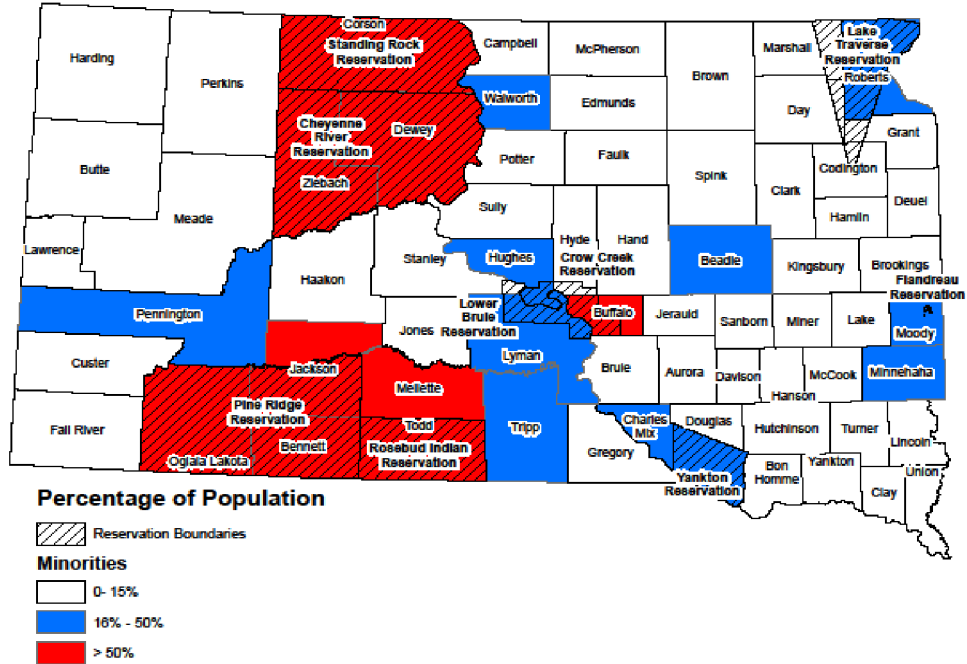 Harding
Perkins
Corson
Standing Rock
Reservation
Campbell
McPherson
Brown
Marshall
Lake
Traverse
Reservation
Roberts
Walworth
Edmunds
Day
Grant
Butte
Cheyenne
River
Reservation
Dewey
Ziebach
Potter
Faulk
Spink
Clark
Codington
Hamlin
Deuel
Meade
Sully
Lawrence
Haakon
Stanley
Hughes
Hyde
Hand
Crow Creek
Reservation
Beadle
Kingsbury
Brookings
Flandreau
Reservation
Pennington
Lower
Brule
Reservation
Jones
Buffalo
Jerauld
Sanborn
Miner
Lake
Moody
Custer
Jackson
Lyman
Brule
Aurora
Davison
Hanson
McCook
Minnehaha
Mellette
Fall River
Pine Ridge
Reservation
Bennett
Oglala Lakota
Todd
Rosebud Indian
Reservation
Tripp
Gregory
Charles
Mix
Douglas
Hutchinson
Turner
Lincoln
Yankton
Reservation
Bon
Homme
Yankton
Clay
Union
Percentage of Population
Reservation Boundaries
Minorities
0- 15%
16% - 50%
> 50%